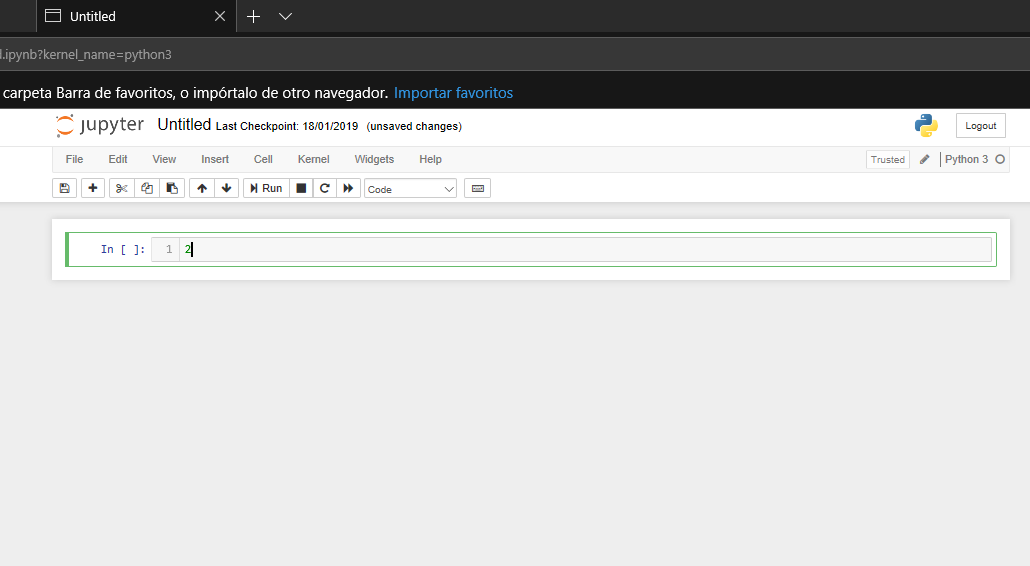 Untitled
d.ipynb?kernel_name=python3
carpeta Barra de favoritos, o impórtalo de otro navegador. Importar favoritos
jupyter Untitled Last Checkpoint: 18/01/2019 (unsaved changes) Logout
File Edit View Insert Cell Kernel Widgets Help Trusted Python 3
Run Code
In [ ]: 1 2